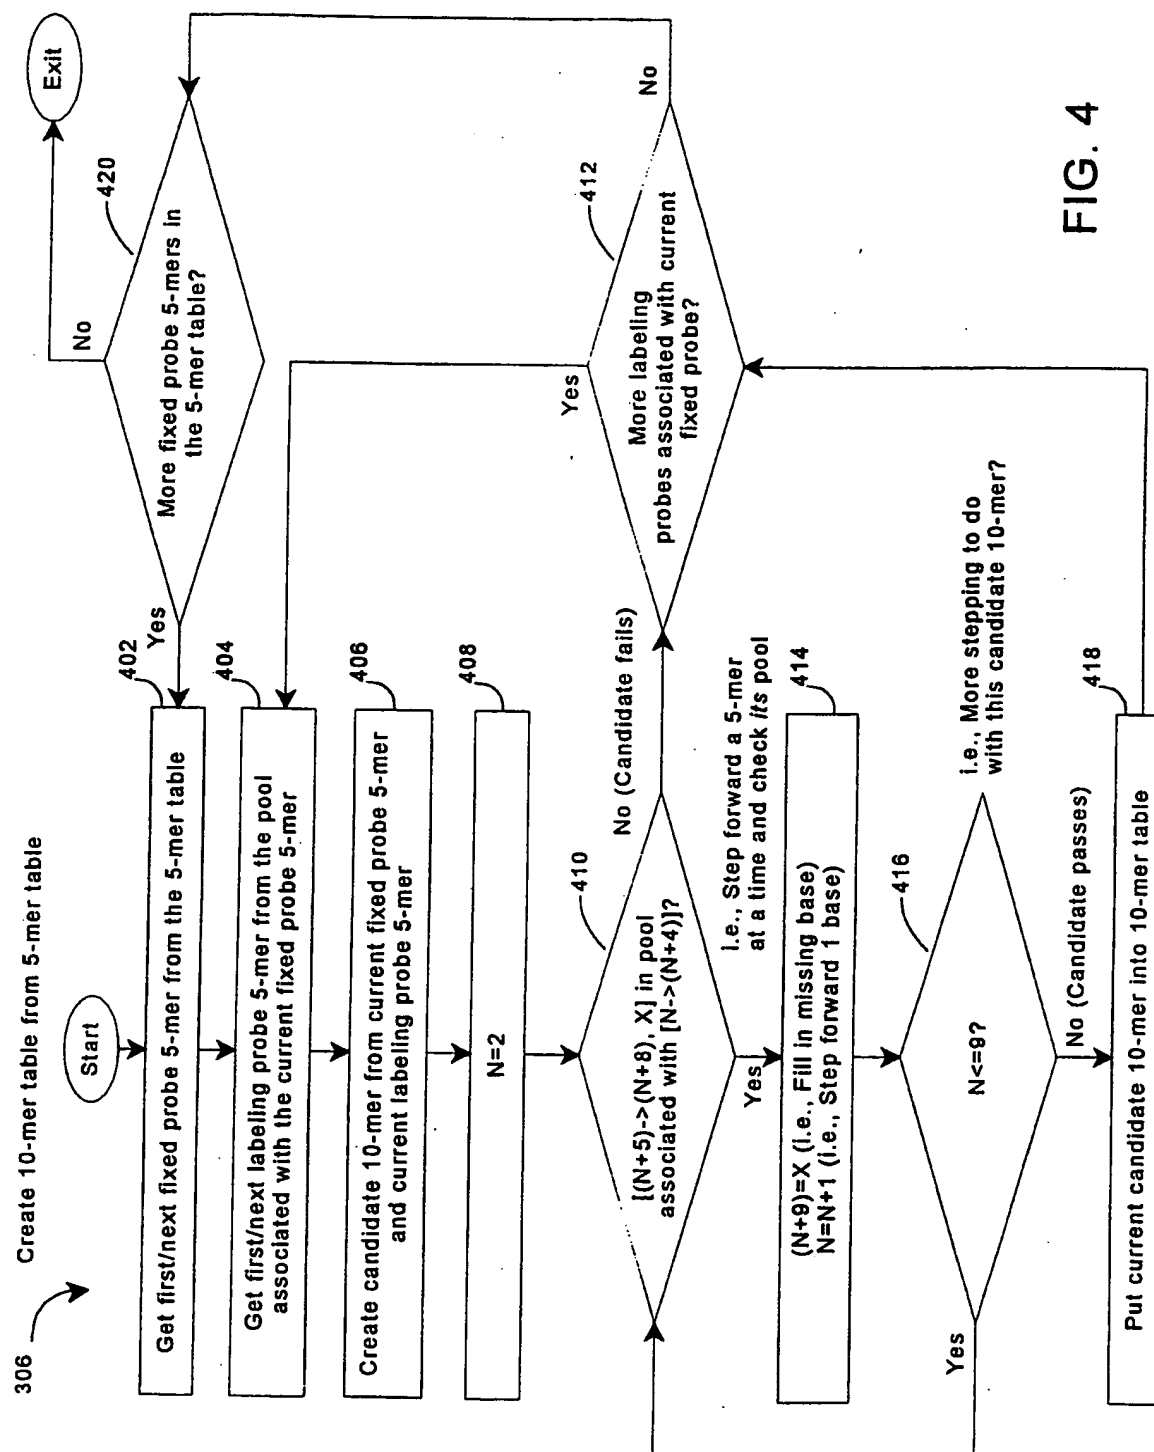 306
Create 10-mer table from 5-mer table
Start
402
Get first/next fixed probe 5-mer from the 5-mer table
404
Get first/next labeling probe 5-mer from the pool
associated with the current fixed probe 5-mer
406
Create candidate 10-mer from current fixed probe 5-mer
and current labeling probe 5-mer
408
N=2
410
[(N+5)->(N+8), X] in pool
associated with [N->(N+4)]?
No (Candidate fails)
Yes
i.e., Step forward a 5-mer
at a time and check its pool
414
(N+9)=X (i.e., Fill in missing base)
N=N+1 (i.e., Step forward 1 base)
416
N<=9?
i.e., More stepping to do
with this candidate 10-mer?
Yes
No (Candidate passes)
418
Put current candidate 10-mer into 10-mer table
412
More labeling
probes associated with current
fixed probe?
Yes
No
420
More fixed probe 5-mers in
the 5-mer table?
Yes
No
Exit
FIG. 4